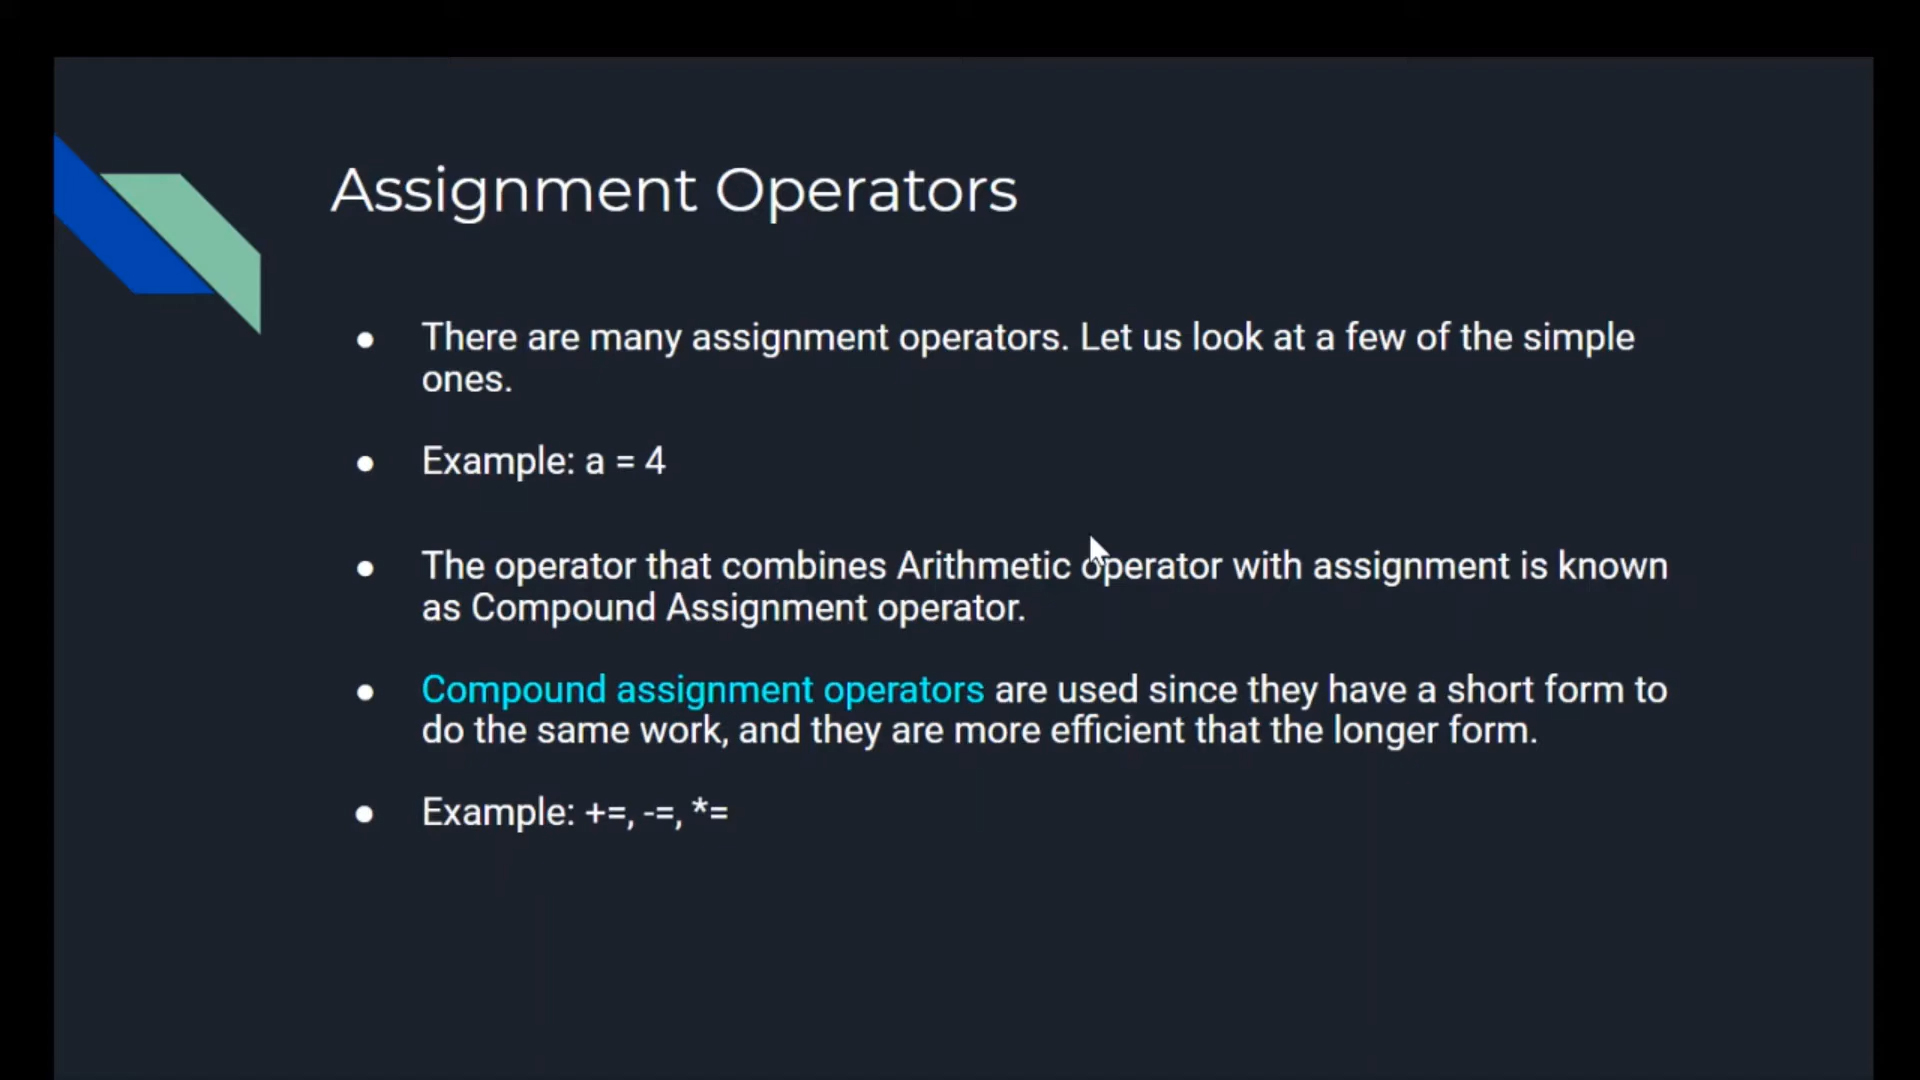 Assignment Operators
● There are many assignment operators. Let us look at a few of the simple
ones.
● Example: a = 4
● The operator that combines Arithmetic operator with assignment is known
as Compound Assignment operator.
● Compound assignment operators are used since they have a short form to
do the same work, and they are more efficient that the longer form.
● Example: +=, -=, *=